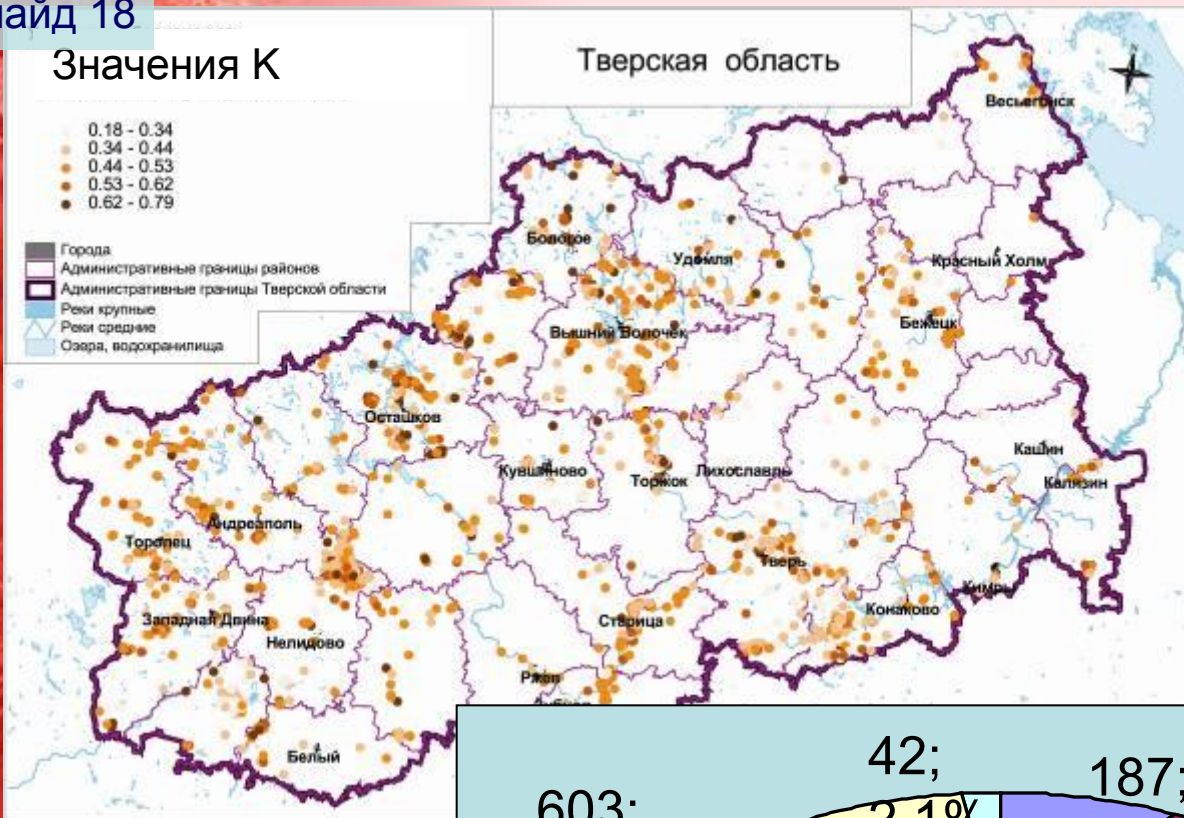 лайд 18
Значения К
Тверская область
0.18 - 0.34
0.34 - 0.44
0.44 - 0.53
0.53 - 0.62
0.62 - 0.79
Города
Административные границы районов
Административные границы Тверской области
Реки крупные
Реки средние
Озера, водохранилища
Весьегонск
Бологое
Удомля
Красный Холм
Бежецк
Вышний Волочек
Осташков
Кувшиново
Торжок
Лихославль
Кашин
Калязин
Андреаполь
Торопец
Тверь
Кимры
Конаково
Западная Двина
Старица
Нелидово
Ржев
Белый
42;
187;
603;
2.1%